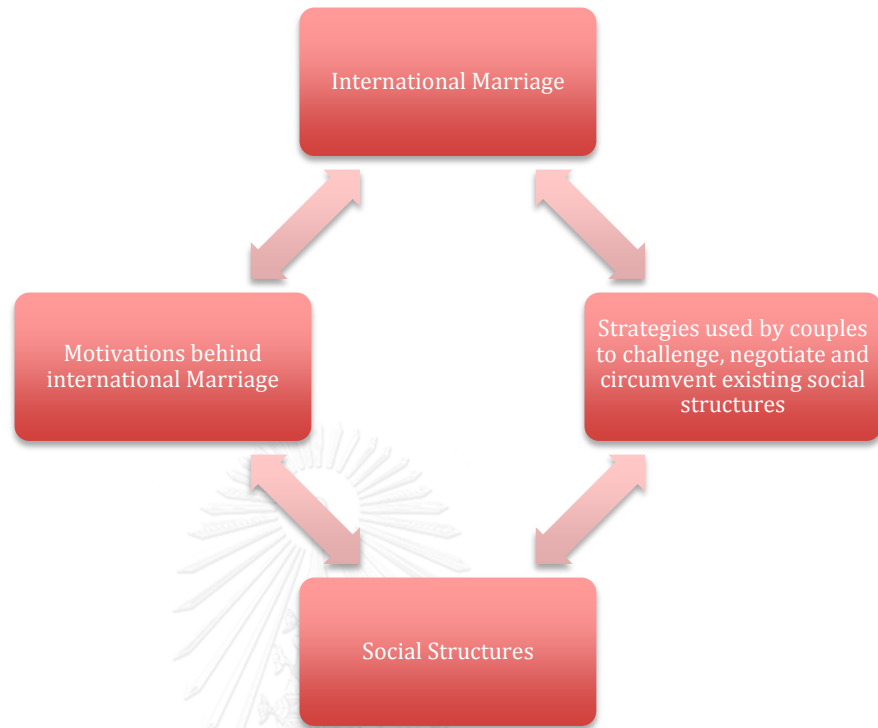 International Marriage
Motivations behind
international Marriage
Strategies used by couples
to challenge, negotiate and
circumvent existing social
structures
Social Structures